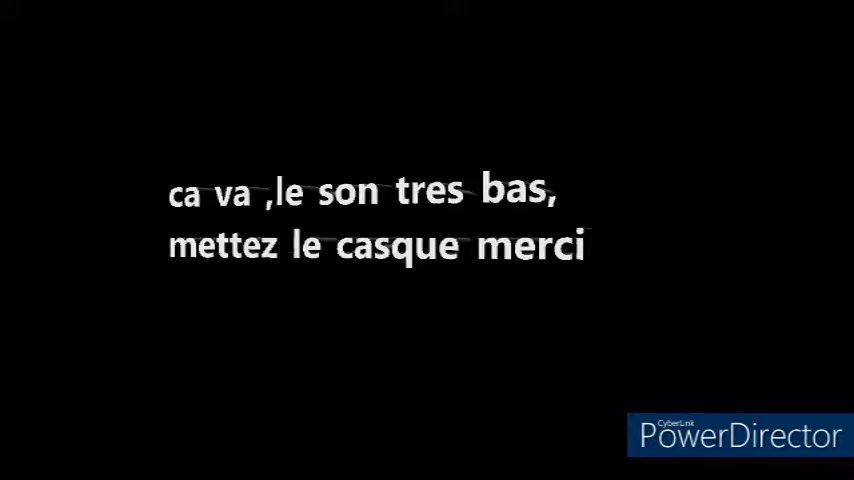 ca va ,le son tres bas,
mettez le casque merci
CyberLink
PowerDirector